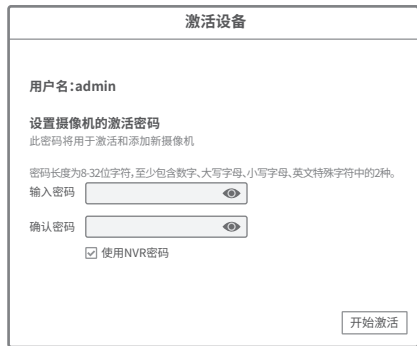 激活设备
用户名:admin
设置摄像机的激活密码
此密码将用于激活和添加新摄像机
密码长度为8-32位字符,至少包含数字、大写字母、小写字母、英文特殊字符中的2种。
输入密码
确认密码
使用NVR密码
开始激活